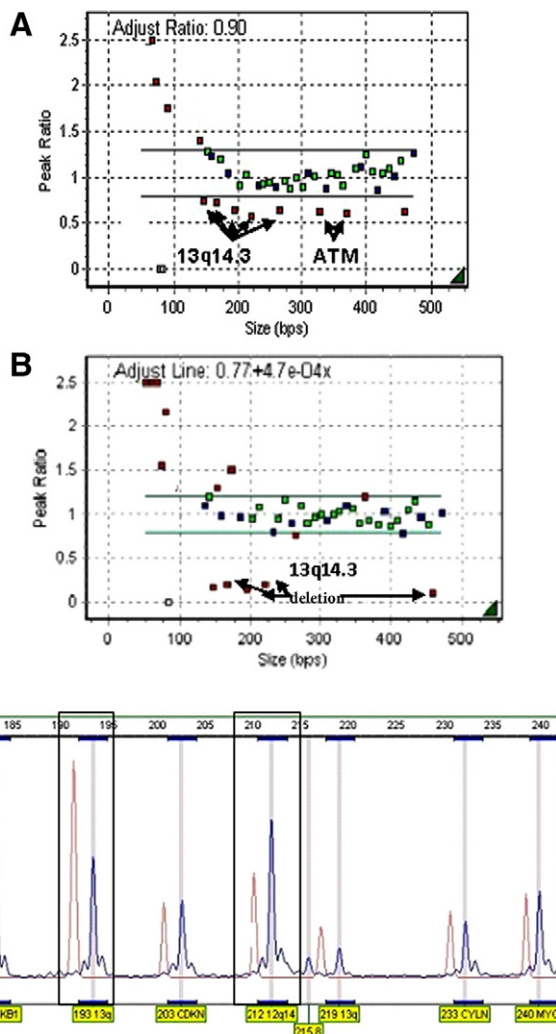 A
Adjust Ratio: 0.90
Peak Ratio
2.5
2
1.5
1
0.5
0
13q14.3
ATM
0 100 200 300 400 500
Size (bps)
B
Adjust Line: 0.77+4.7e-04x
Peak Ratio
2.5
2
1.5
1
0.5
0
13q14.3
deletion
0 100 200 300 400 500
Size (bps)
185 190 195 200 205 210 215 220 225 230 235 240
KB1 193 13q 203 CDKN 212 12q14 219 13q 233 CYLN 240 MYC
215.8